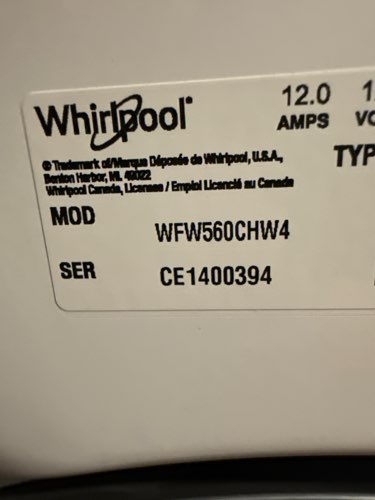 Whirlpool®
12.0
AMPS
® Trademark of/Marque Déposée de Whirlpool, U.S.A.,
Benton Harbor, MI. 49022
Whirlpool Canada, Licensee / Emploi Licencié au Canada
TYP
MOD WFW560CHW4
SER CE1400394